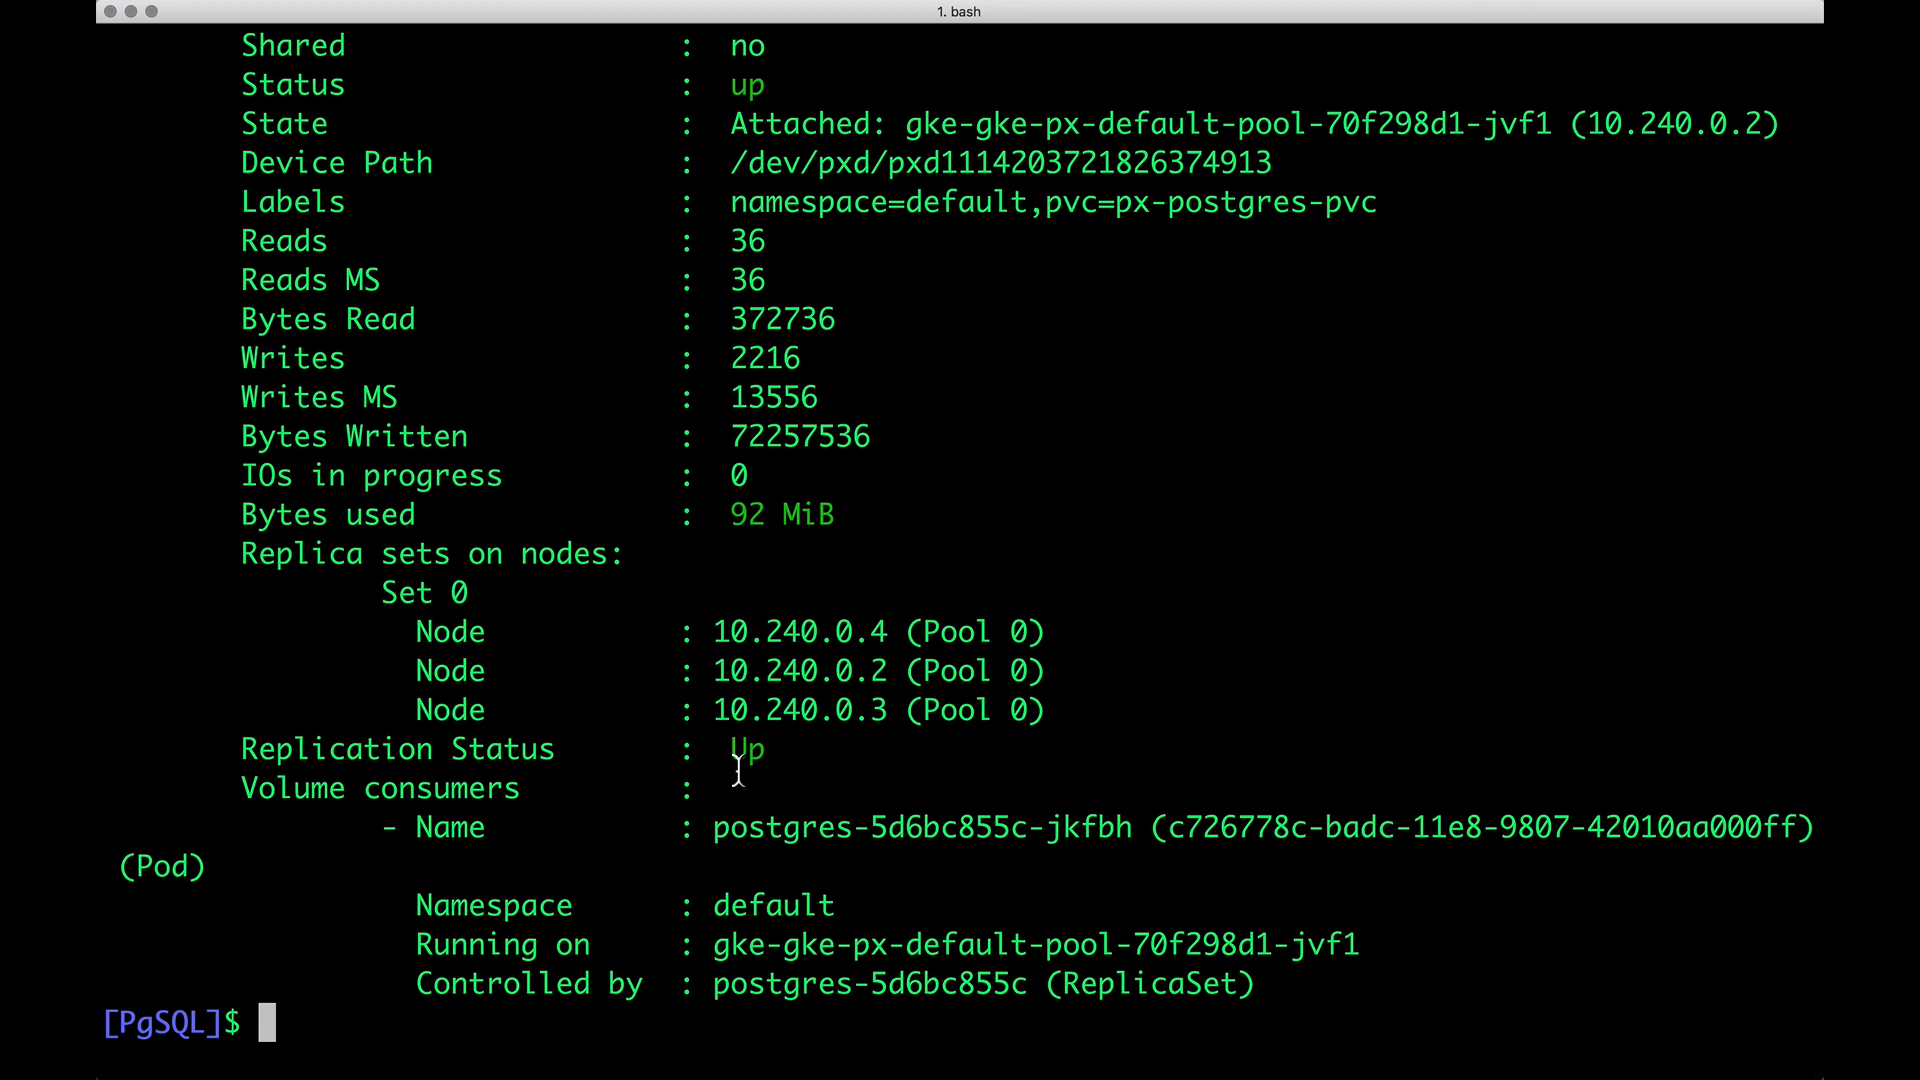 1. bash
Shared : no
Status : up
State : Attached: gke-gke-px-default-pool-70f298d1-jvf1 (10.240.0.2)
Device Path : /dev/pxd/pxd1114203721826374913
Labels : namespace=default,pvc=px-postgres-pvc
Reads : 36
Reads MS : 36
Bytes Read : 372736
Writes : 2216
Writes MS : 13556
Bytes Written : 72257536
IOs in progress : 0
Bytes used : 92 MiB
Replica sets on nodes:
Set 0
Node : 10.240.0.4 (Pool 0)
Node : 10.240.0.2 (Pool 0)
Node : 10.240.0.3 (Pool 0)
Replication Status : Up
Volume consumers :
- Name : postgres-5d6bc855c-jkfbh (c726778c-badc-11e8-9807-42010aa000ff)
(Pod)
Namespace : default
Running on : gke-gke-px-default-pool-70f298d1-jvf1
Controlled by : postgres-5d6bc855c (ReplicaSet)
[PgSQL]$